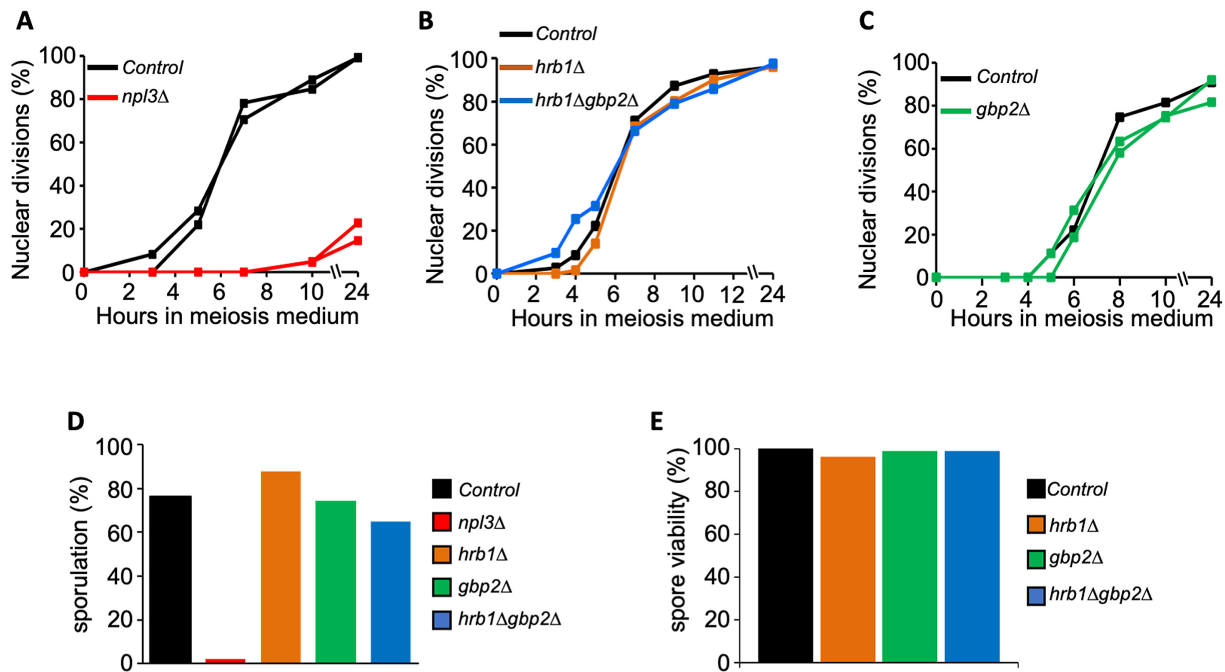 A
Control
npl3Δ
Nuclear divisions (%)
100
80
60
40
20
0
0 2 4 6 8 10 24
Hours in meiosis medium
B
Control
hrb1Δ
hrb1Δgbp2Δ
Nuclear divisions (%)
100
80
60
40
20
0
0 2 4 6 8 10 12 24
Hours in meiosis medium
C
Control
gbp2Δ
Nuclear divisions (%)
100
80
60
40
20
0
0 2 4 6 8 10 24
Hours in meiosis medium
D
sporulation (%)
100
80
60
40
20
0
Control
npl3Δ
hrb1Δ
gbp2Δ
hrb1Δgbp2Δ
E
spore viability (%)
100
80
60
40
20
0
Control
hrb1Δ
gbp2Δ
hrb1Δgbp2Δ